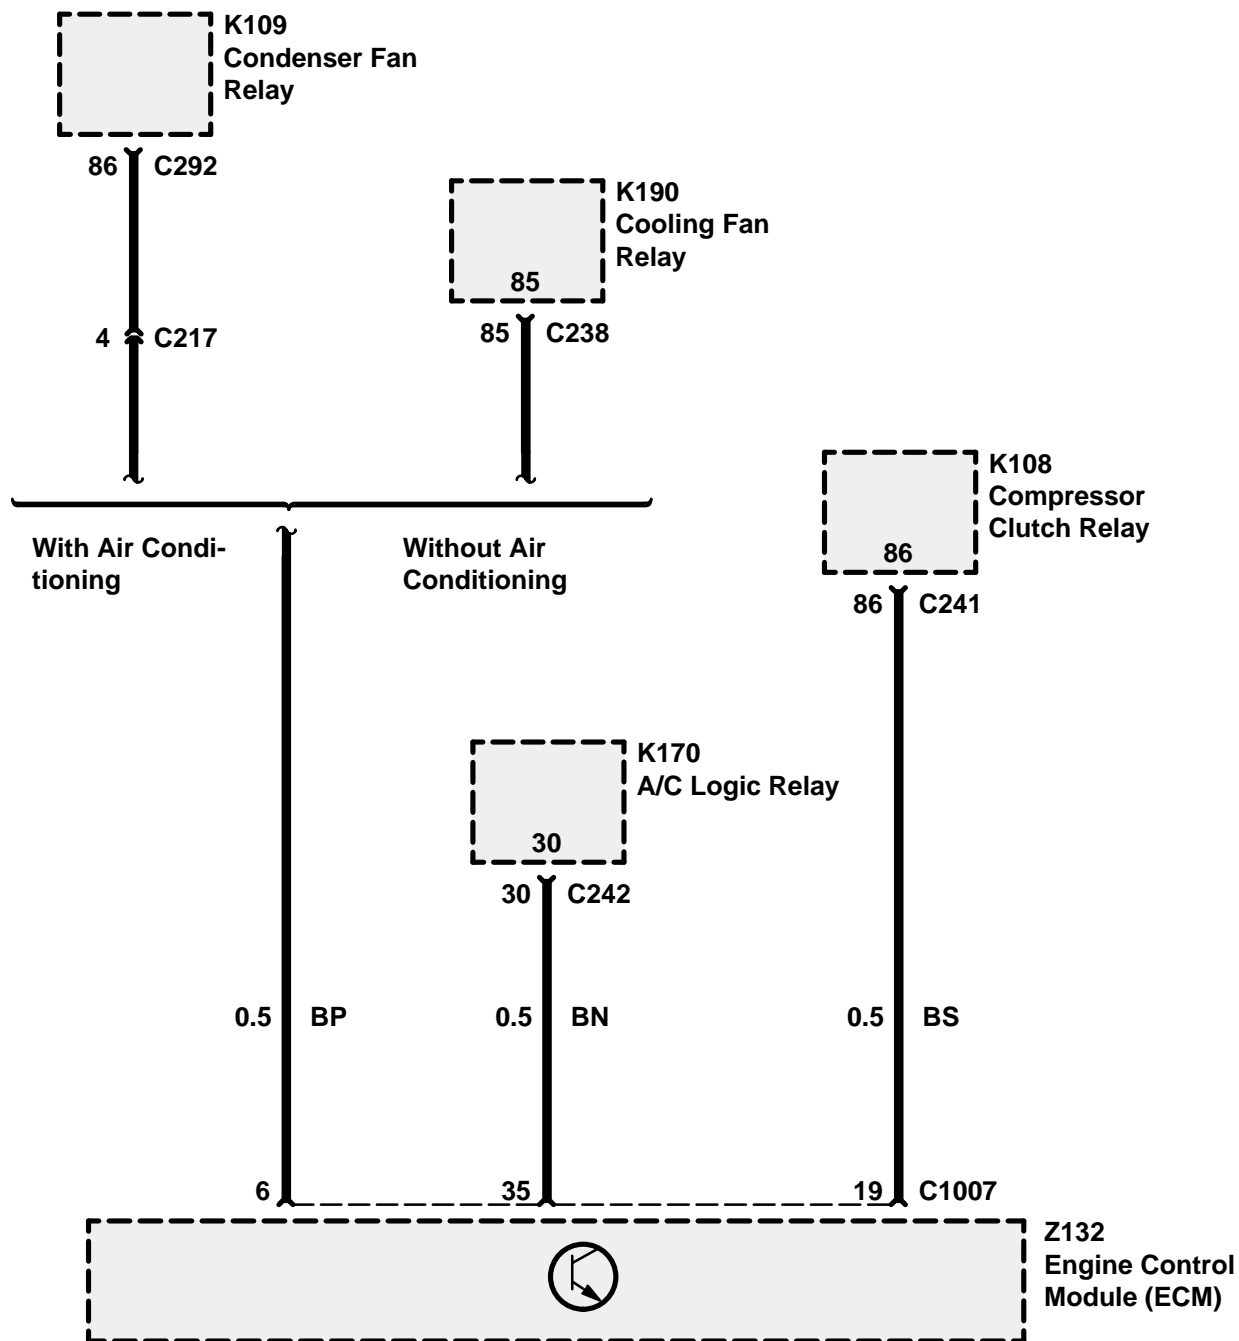 K109
Condenser Fan
Relay
86 C292
K190
Cooling Fan
Relay
85
4 C217
85 C238
K108
Compressor
Clutch Relay
With Air Condi-
tioning
Without Air
Conditioning
86
86 C241
K170
A/C Logic Relay
30
30 C242
0.5 BP
0.5 BN
0.5 BS
6
35
19 C1007
Z132
Engine Control
Module (ECM)